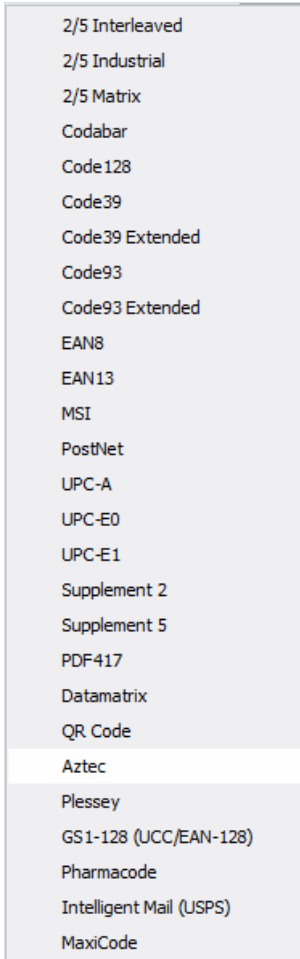 2/5 Interleaved
2/5 Industrial
2/5 Matrix
Codabar
Code128
Code39
Code39 Extended
Code93
Code93 Extended
EAN8
EAN13
MSI
PostNet
UPC-A
UPC-E0
UPC-E1
Supplement 2
Supplement 5
PDF417
Datamatrix
QR Code
Aztec
Plessey
GS1-128 (UCC/EAN-128)
Pharmacode
Intelligent Mail (USPS)
MaxiCode